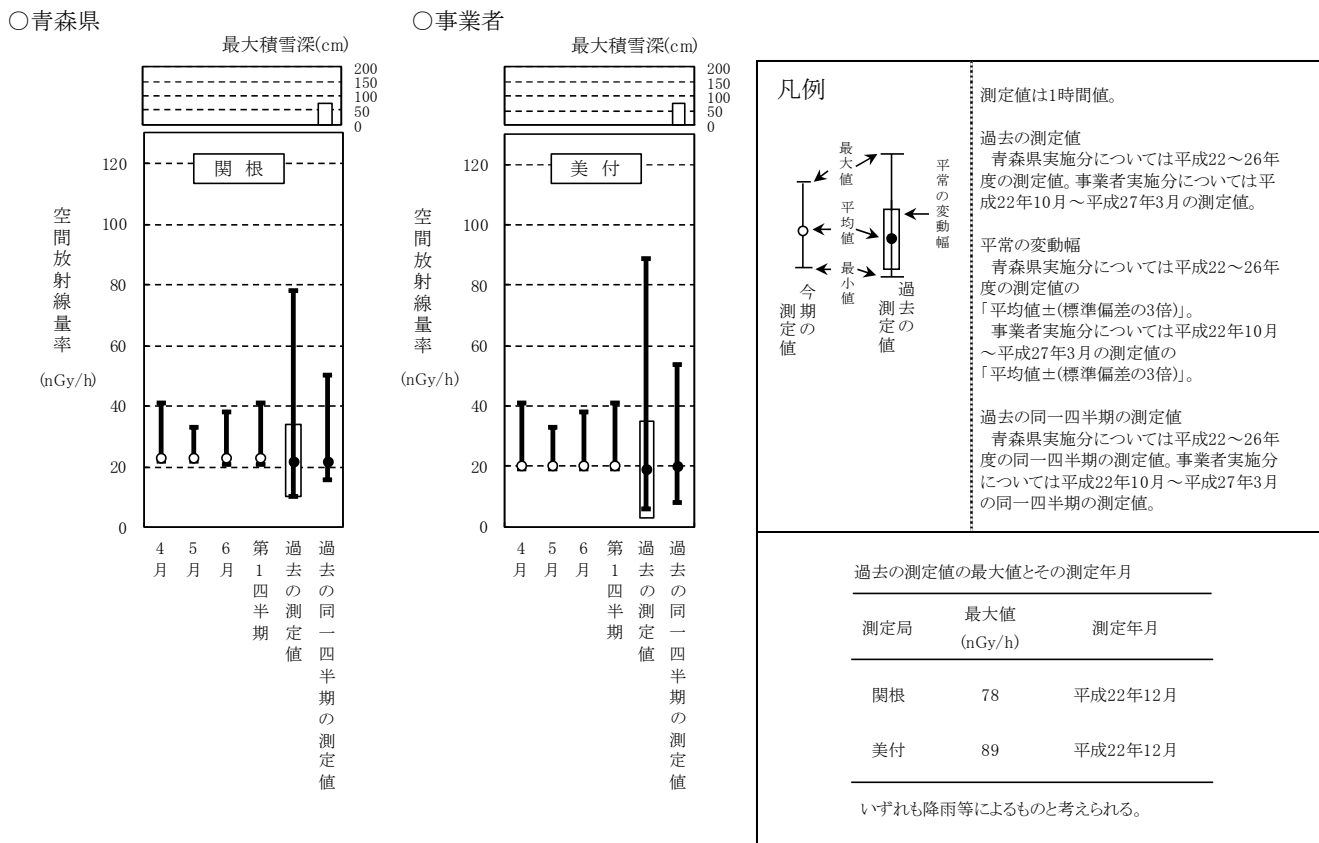 ○青森県
最大積雪深(cm)
200
150
100
50
0
関根
120
100
80
60
40
20
0
空間放射線量率
(nGy/h)
4月
5月
6月
第1四半期
過去の測定値
過去の同一四半期の測定値
○事業者
最大積雪深(cm)
200
150
100
50
0
美付
120
100
80
60
40
20
0
空間放射線量率
(nGy/h)
4月
5月
6月
第1四半期
過去の測定値
過去の同一四半期の測定値
凡例
最大値
平均値
最小値
平常の変動幅
今期の測定値
過去の測定値
測定値は1時間値。
過去の測定値
青森県実施分については平成22～26年
度の測定値。事業者実施分については平
成22年10月～平成27年3月の測定値。
平常の変動幅
青森県実施分については平成22～26年
度の測定値の
「平均値±(標準偏差の3倍)」。
事業者実施分については平成22年10月
～平成27年3月の測定値の
「平均値±(標準偏差の3倍)」。
過去の同一四半期の測定値
青森県実施分については平成22～26年
度の同一四半期の測定値。事業者実施分
については平成22年10月～平成27年3月
の同一四半期の測定値。
過去の測定値の最大値とその測定年月
測定局 最大値 (nGy/h) 測定年月
関根 78 平成22年12月
美付 89 平成22年12月
いずれも降雨等によるものと考えられる。